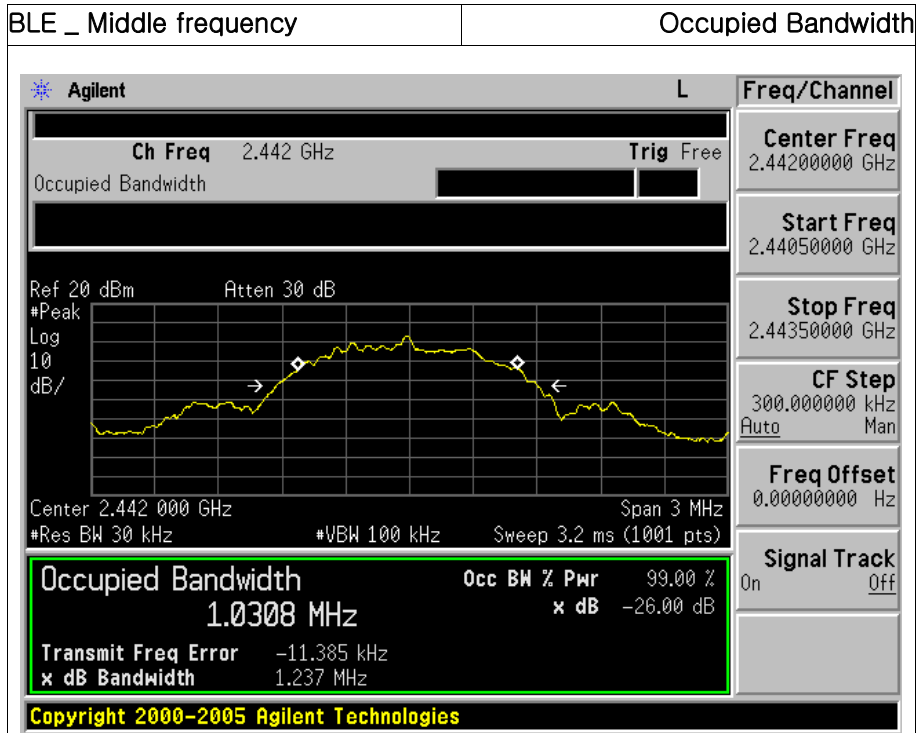 BLE _ Middle frequency
Occupied Bandwidth
Agilent
L
Freq/Channel
Ch Freq 2.442 GHz
Trig Free
Occupied Bandwidth
Center Freq
2.44200000 GHz
Start Freq
2.44050000 GHz
Stop Freq
2.44350000 GHz
CF Step
300.000000 kHz
Auto Man
Freq Offset
0.00000000 Hz
Signal Track
On Off
Ref 20 dBm
Atten 30 dB
#Peak
Log
10
dB/
Center 2.442 000 GHz
Span 3 MHz
#Res BW 30 kHz
#VBW 100 kHz
Sweep 3.2 ms (1001 pts)
Occupied Bandwidth
1.0308 MHz
Occ BW % Pwr 99.00 %
x dB -26.00 dB
Transmit Freq Error -11.385 kHz
x dB Bandwidth 1.237 MHz
Copyright 2000-2005 Agilent Technologies